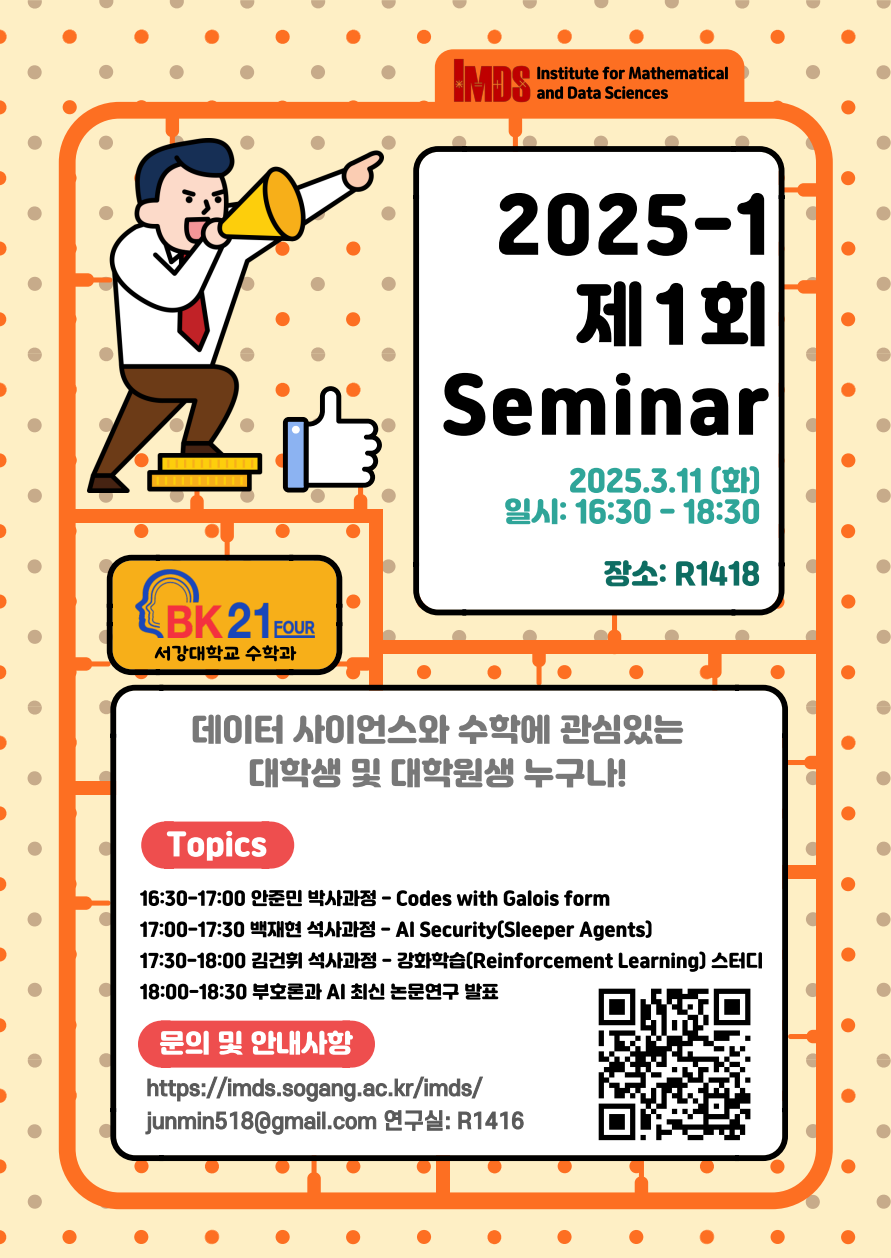 IMDS Institute for Mathematical
and Data Sciences
2025-1
제1회
Seminar
2025.3.11 (화)
일시: 16:30 - 18:30
장소: R1418
BK21 FOUR
서강대학교 수학과
데이터 사이언스와 수학에 관심있는
대학생 및 대학원생 누구나!
Topics
16:30-17:00 안준민 박사과정 - Codes with Galois form
17:00-17:30 백재현 석사과정 - AI Security(Sleeper Agents)
17:30-18:00 김건휘 석사과정 - 강화학습(Reinforcement Learning) 스터디
18:00-18:30 부호론과 AI 최신 논문연구 발표
문의 및 안내사항
https://imds.sogang.ac.kr/imds/
junmin518@gmail.com 연구실: R1416